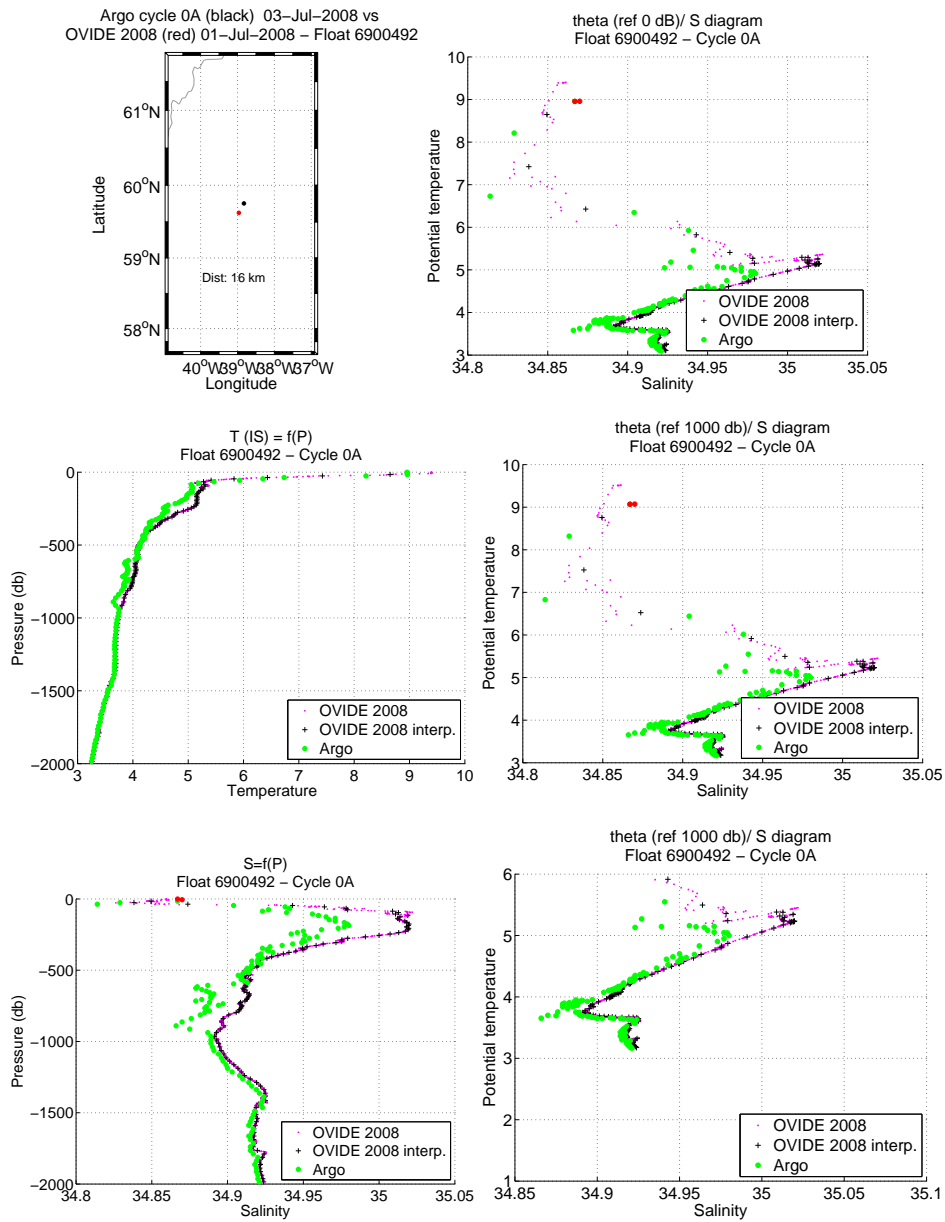 Argo cycle 0A (black)  03−Jul−2008 vs
OVIDE 2008 (red) 01−Jul−2008 − Float 6900492
61°N
60°N
59°N
58°N
Latitude
Dist: 16 km
40°W 39°W 38°W 37°W
Longitude
theta (ref 0 dB)/ S diagram
Float 6900492 − Cycle 0A
10
9
8
7
6
5
4
3
Potential temperature
OVIDE 2008
OVIDE 2008 interp.
Argo
34.8 34.85 34.9 34.95 35 35.05
Salinity
T (IS) = f(P)
Float 6900492 − Cycle 0A
0
−500
−1000
−1500
−2000
Pressure (db)
OVIDE 2008
OVIDE 2008 interp.
Argo
3 4 5 6 7 8 9 10
Temperature
theta (ref 1000 dB)/ S diagram
Float 6900492 − Cycle 0A
10
9
8
7
6
5
4
3
Potential temperature
OVIDE 2008
OVIDE 2008 interp.
Argo
34.8 34.85 34.9 34.95 35 35.05
Salinity
S=f(P)
Float 6900492 − Cycle 0A
0
−500
−1000
−1500
−2000
Pressure (db)
OVIDE 2008
OVIDE 2008 interp.
Argo
34.8 34.85 34.9 34.95 35 35.05
Salinity
theta (ref 1000 db)/ S diagram
Float 6900492 − Cycle 0A
6
5
4
3
2
1
Potential temperature
OVIDE 2008
OVIDE 2008 interp.
Argo
34.85 34.9 34.95 35 35.05 35.1
Salinity